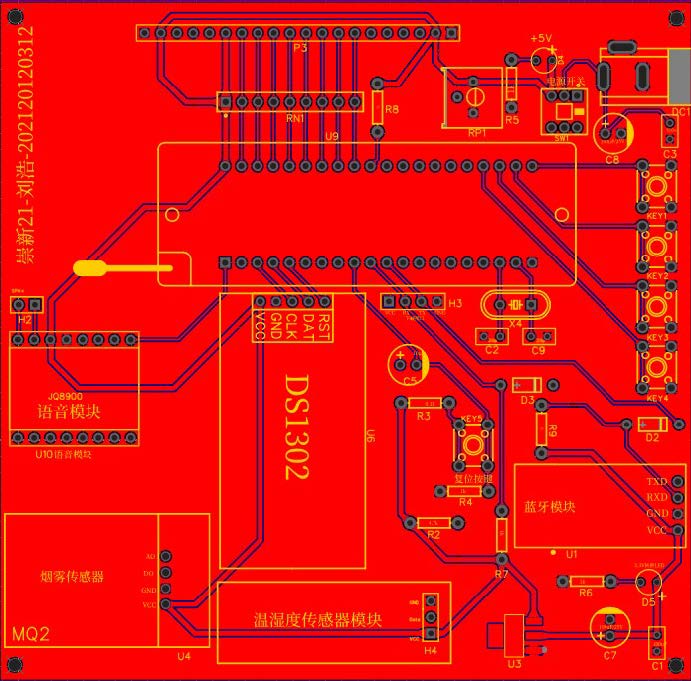 崇新21-刘浩-202120120312
P3
+5V
D4
电源开关
SW1
DC1
RN1
R8
RP1
R5
C8
C3
U9
KEY1
KEY2
KEY3
KEY4
SPK+
H2
H3
X4
C2
C9
VCC
GND
CLK
DAT
RST
DS1302
U6
JQ8900
语音模块
U10语音模块
C5
R3
KEY5
复位按键
R4
R2
R7
D3
R9
D2
蓝牙模块
TXD
RXD
GND
VCC
U1
烟雾传感器
AO
DO
GND
VCC
MQ2
U4
温湿度传感器模块
GND
Data
VCC
H4
R6
D5
U3
C7
C1